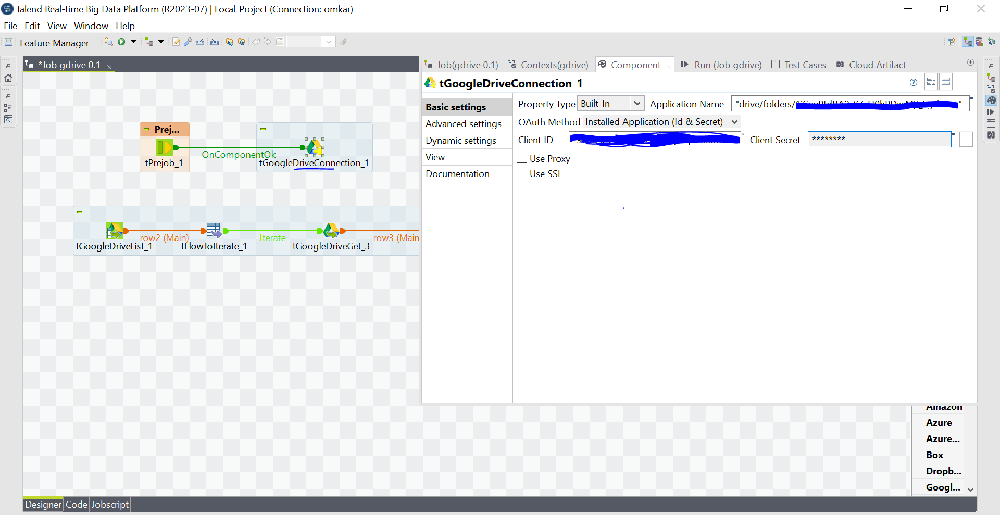 Talend Real-time Big Data Platform (R2023-07) | Local_Project (Connection: omkar)
File Edit View Window Help
Feature Manager
*Job gdrive 0.1
Job(gdrive 0.1) Contexts(gdrive) Component Run (Job gdrive) Test Cases Cloud Artifact
tGoogleDriveConnection_1
Basic settings
Advanced settings
Dynamic settings
View
Documentation
Property Type Built-In Application Name "drive/folders/ " *
OAuth Method Installed Application (Id & Secret)
Client ID * Client Secret ******** * ...
Use Proxy
Use SSL
Prej...
OnComponentOk
tPrejob_1
tGoogleDriveConnection_1
row2 (Main)
Iterate
row3 (Main
tGoogleDriveList_1
tFlowToIterate_1
tGoogleDriveGet_3
Amazon
Azure
Azure...
Box
Dropb...
Googl...
Designer Code Jobscript